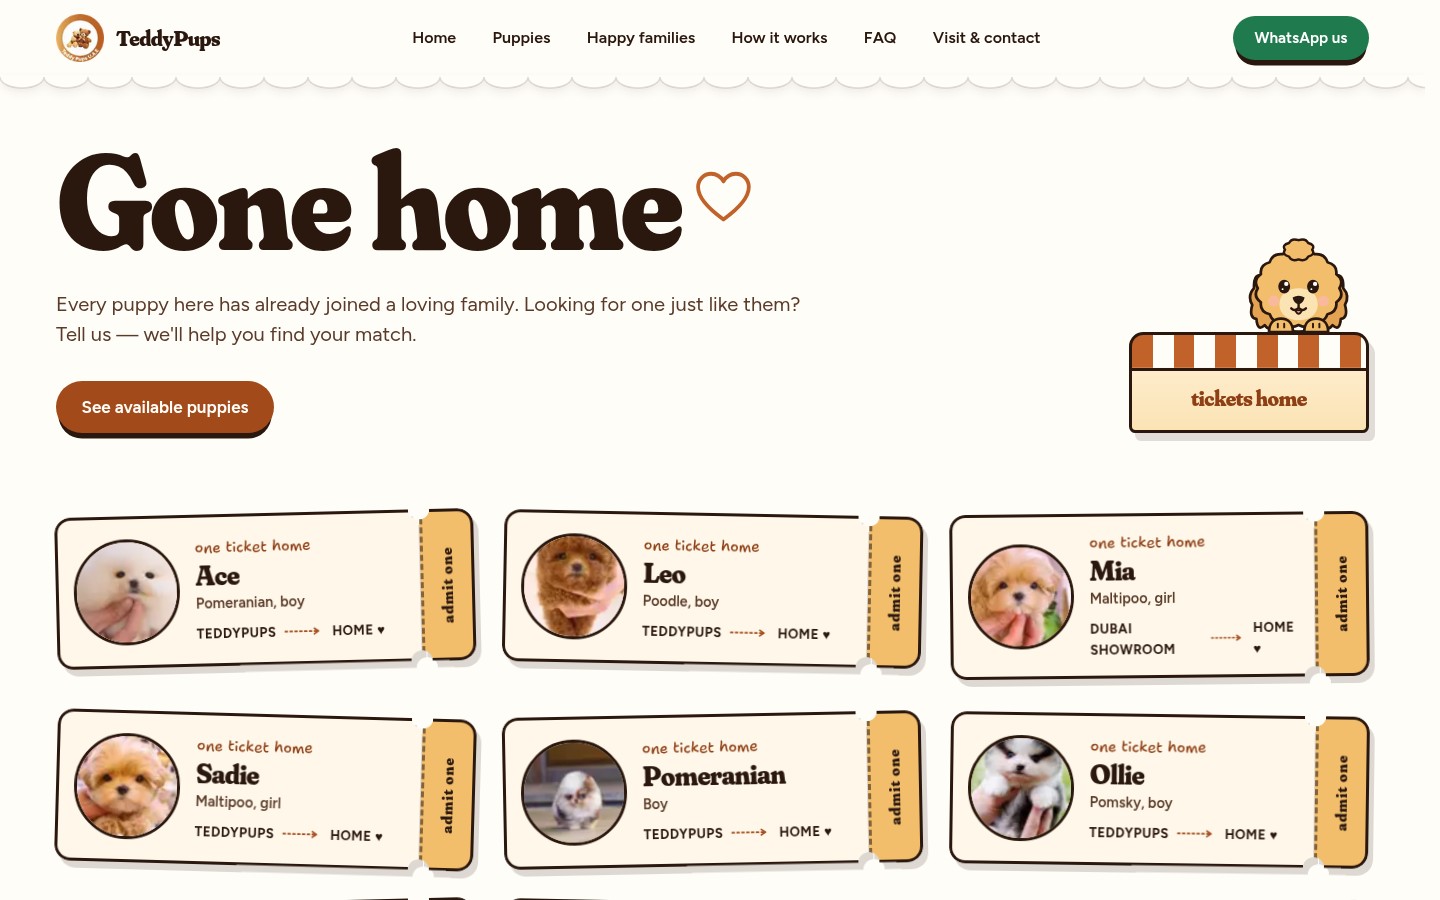 TeddyPups
Home
Puppies
Happy families
How it works
FAQ
Visit & contact
WhatsApp us
Gone home
Every puppy here has already joined a loving family. Looking for one just like them?
Tell us — we'll help you find your match.
See available puppies
tickets home
one ticket home
Ace
Pomeranian, boy
TEDDYPUPS HOME ♥
admit one
one ticket home
Leo
Poodle, boy
TEDDYPUPS HOME ♥
admit one
one ticket home
Mia
Maltipoo, girl
DUBAI
SHOWROOM
HOME
♥
admit one
one ticket home
Sadie
Maltipoo, girl
TEDDYPUPS HOME ♥
admit one
one ticket home
Pomeranian
Boy
TEDDYPUPS HOME ♥
admit one
one ticket home
Ollie
Pomsky, boy
TEDDYPUPS HOME ♥
admit one